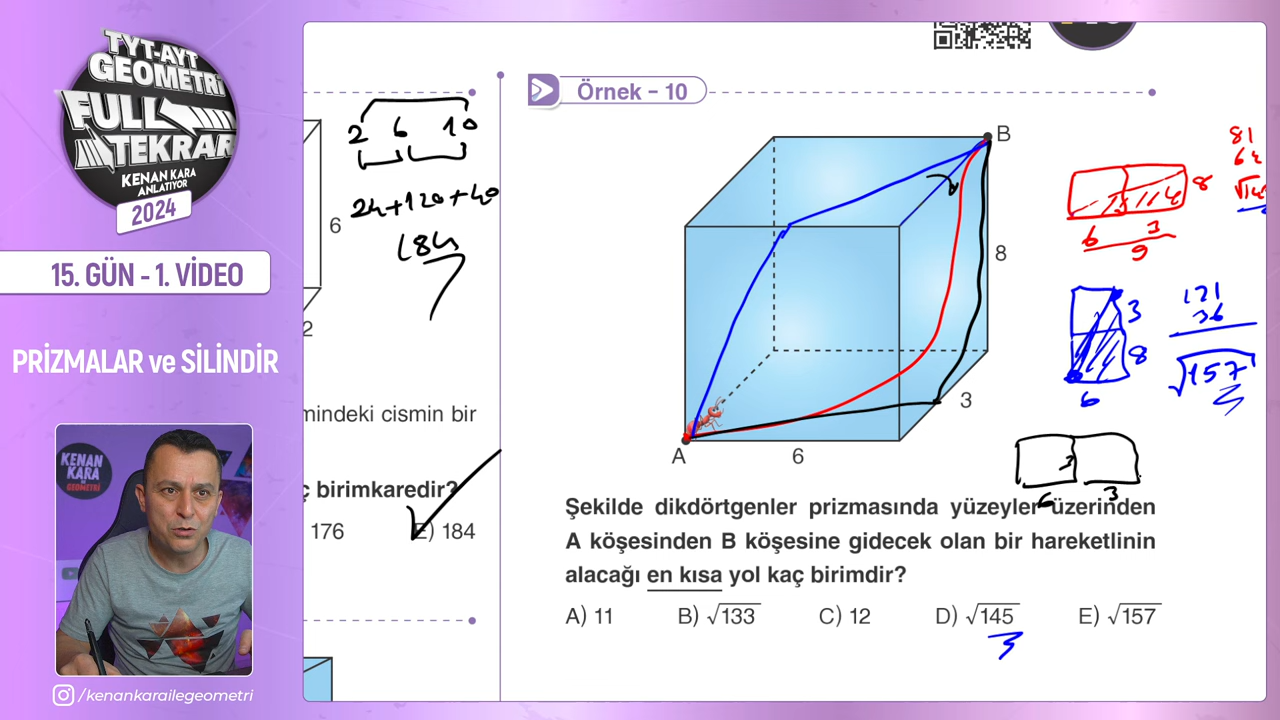 TYT-AYT
GEOMETRİ
FULL
TEKRAR
KENAN KARA
ANLATIYOR
2024
15. GÜN - 1. VİDEO
PRİZMALAR ve SİLİNDİR
KENAN KARA
GEOMETRİ
/kenankarailegeometri
2 6 10
24+120+40
184
6
2
mindeki cismin bir
ç birimkaredir?
176 E) 184
Örnek – 10
B
8
3
A 6
Şekilde dikdörtgenler prizmasında yüzeyler üzerinden
A köşesinden B köşesine gidecek olan bir hareketlinin
alacağı en kısa yol kaç birimdir?
A) 11 B) √133 C) 12 D) √145 E) √157
8
6 3
9
81
64
3
8
6
121
36
√157
6 3